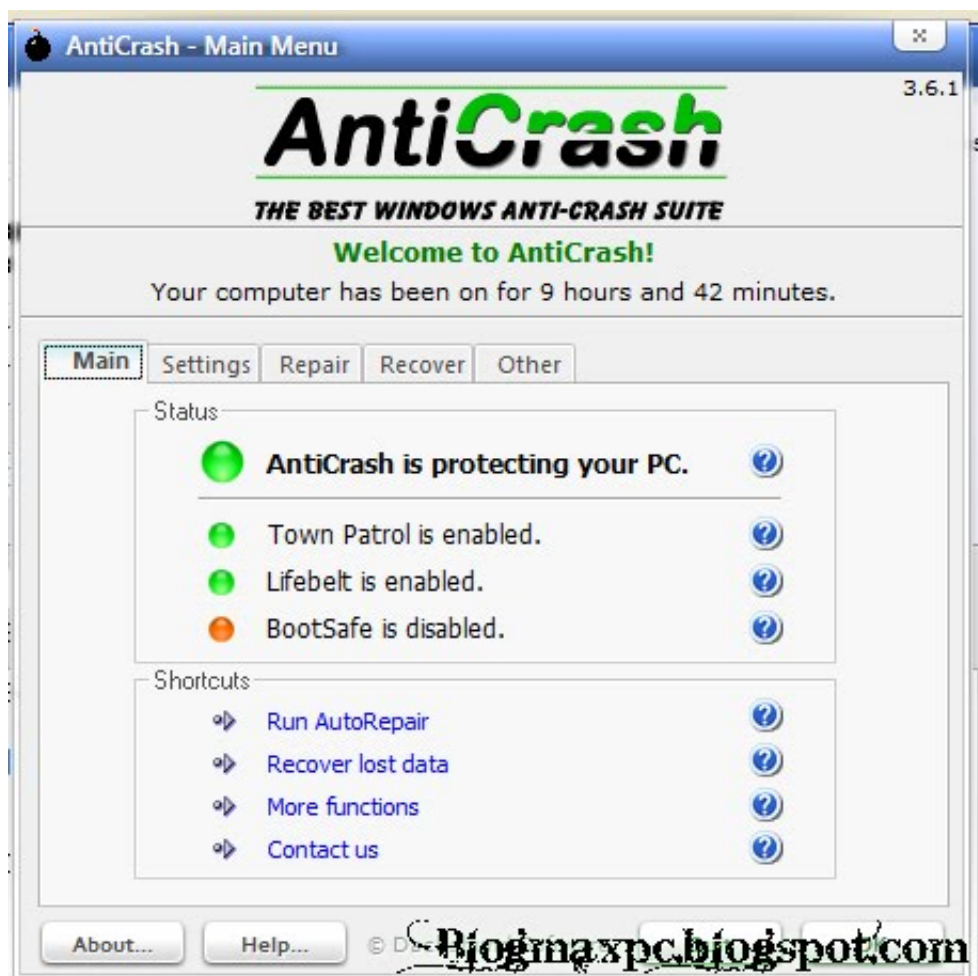 AntiCrash - Main Menu
3.6.1
AntiCrash
THE BEST WINDOWS ANTI-CRASH SUITE
Welcome to AntiCrash!
Your computer has been on for 9 hours and 42 minutes.
Main Settings Repair Recover Other
Status
AntiCrash is protecting your PC.
Town Patrol is enabled.
Lifebelt is enabled.
BootSafe is disabled.
Shortcuts
Run AutoRepair
Recover lost data
More functions
Contact us
About... Help... ©
Blogmaxpc.blogspot.com